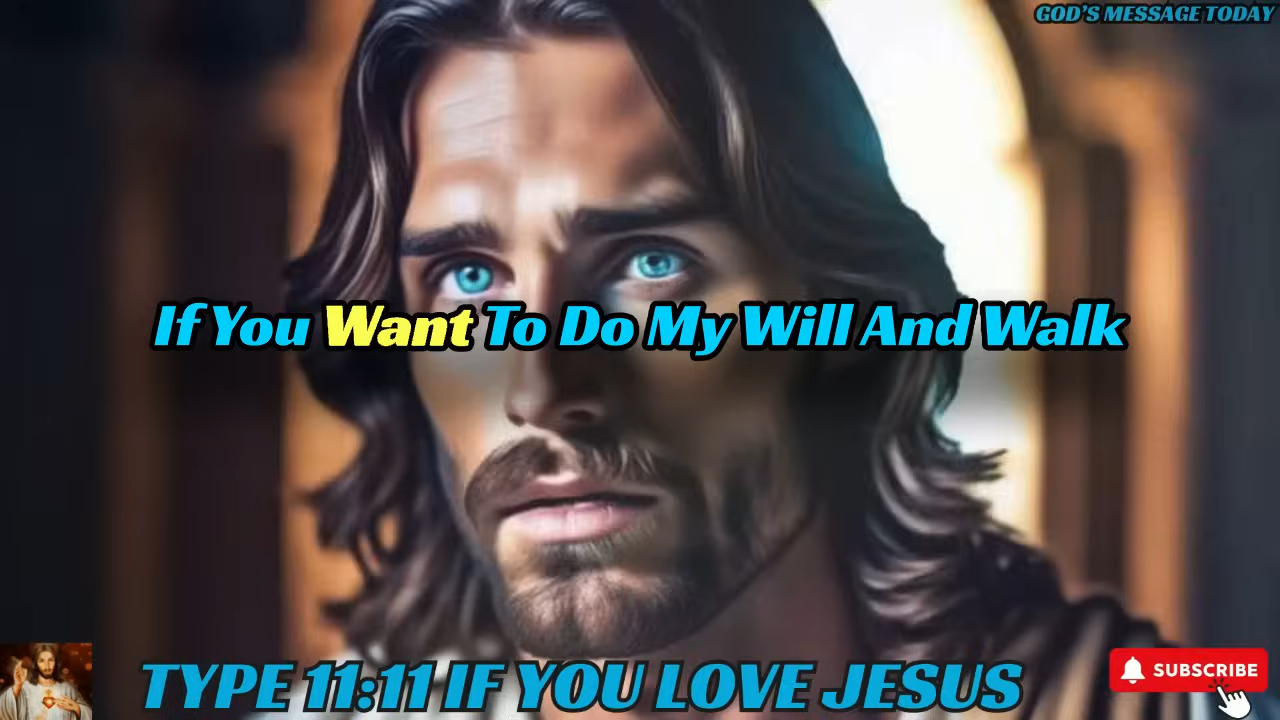 GOD'S MESSAGE TODAY
If You Want To Do My Will And Walk
TYPE 11:11 IF YOU LOVE JESUS
SUBSCRIBE